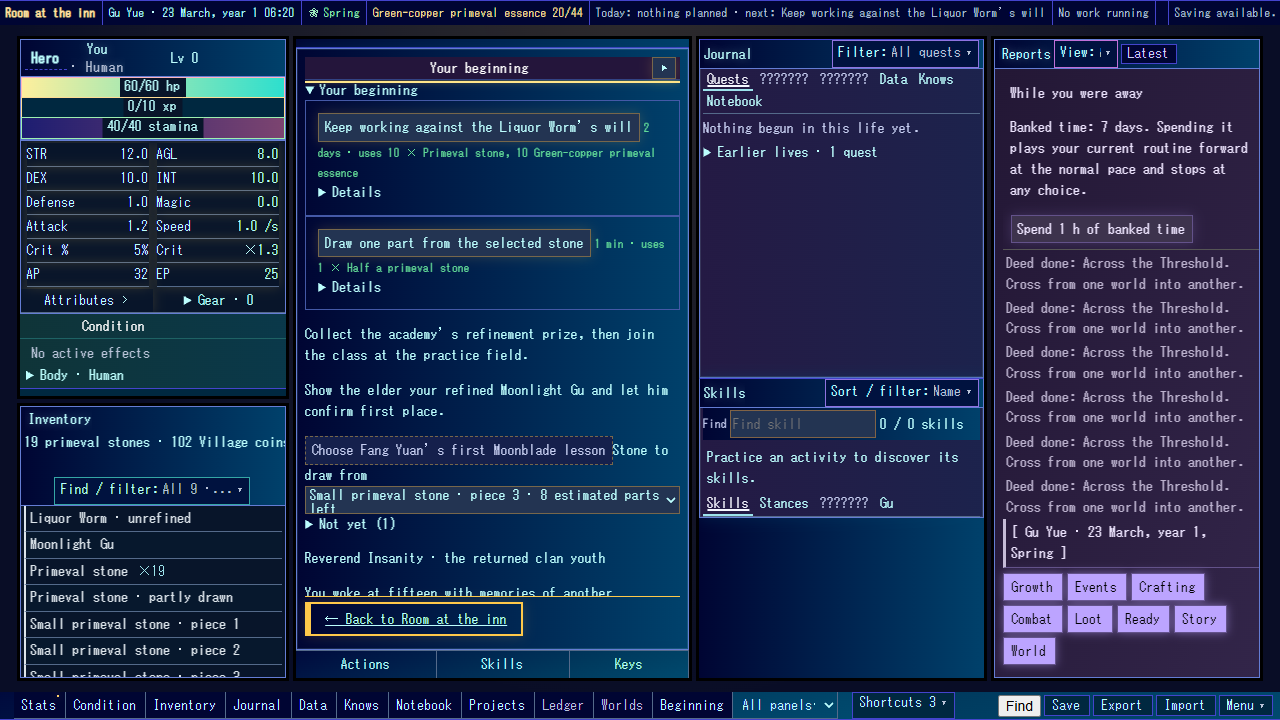 Room at the inn
Gu Yue · 23 March, year 1 06:20
❀ Spring
Green-copper primeval essence 20/44
Today: nothing planned · next: Keep working against the Liquor Worm's will
No work running
Saving available.
Hero · You Human Lv 0
60/60 hp
0/10 xp
40/40 stamina
STR 12.0 AGL 8.0
DEX 10.0 INT 10.0
Defense 1.0 Magic 0.0
Attack 1.2 Speed 1.0 /s
Crit % 5% Crit ×1.3
AP 32 EP 25
Attributes > ▶ Gear · 0
Condition
No active effects
▶ Body · Human
Inventory
19 primeval stones · 102 Village coins
Find / filter: All 9 ·... ▾
Liquor Worm · unrefined
Moonlight Gu
Primeval stone ×19
Primeval stone · partly drawn
Small primeval stone · piece 1
Small primeval stone · piece 2
Small primeval stone · piece 3
Your beginning
▼ Your beginning
Keep working against the Liquor Worm's will 2
days · uses 10 × Primeval stone, 10 Green-copper primeval
essence
▶ Details
Draw one part from the selected stone 1 min · uses
1 × Half a primeval stone
▶ Details
Collect the academy's refinement prize, then join
the class at the practice field.
Show the elder your refined Moonlight Gu and let him
confirm first place.
Choose Fang Yuan's first Moonblade lesson Stone to
draw from
Small primeval stone · piece 3 · 8 estimated parts
left
▶ Not yet (1)
Reverend Insanity · the returned clan youth
You woke at fifteen with memories of another
← Back to Room at the inn
Actions Skills Keys
Journal
Filter: All quests ▾
Quests ??????? ??????? Data Knows
Notebook
Nothing begun in this life yet.
▶ Earlier lives · 1 quest
Skills
Sort / filter: Name ▾
Find Find skill 0 / 0 skills
Practice an activity to discover its
skills.
Skills Stances ??????? Gu
Reports View: ▾ Latest
While you were away
Banked time: 7 days. Spending it
plays your current routine forward
at the normal pace and stops at
any choice.
Spend 1 h of banked time
Deed done: Across the Threshold.
Cross from one world into another.
Deed done: Across the Threshold.
Cross from one world into another.
Deed done: Across the Threshold.
Cross from one world into another.
Deed done: Across the Threshold.
Cross from one world into another.
Deed done: Across the Threshold.
Cross from one world into another.
Deed done: Across the Threshold.
Cross from one world into another.
[ Gu Yue · 23 March, year 1,
Spring ]
Growth Events Crafting
Combat Loot Ready Story
World
Stats Condition Inventory Journal Data Knows Notebook Projects Ledger Worlds Beginning All panels· Shortcuts 3 ▾ Find Save Export Import Menu ▾